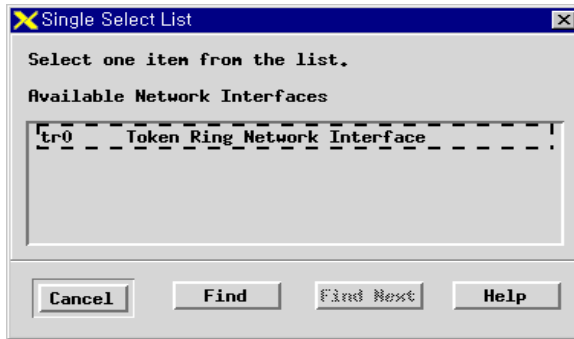 Single Select List
Select one item from the list.
Available Network Interfaces
tr0 Token Ring Network Interface
Cancel Find Find Next Help